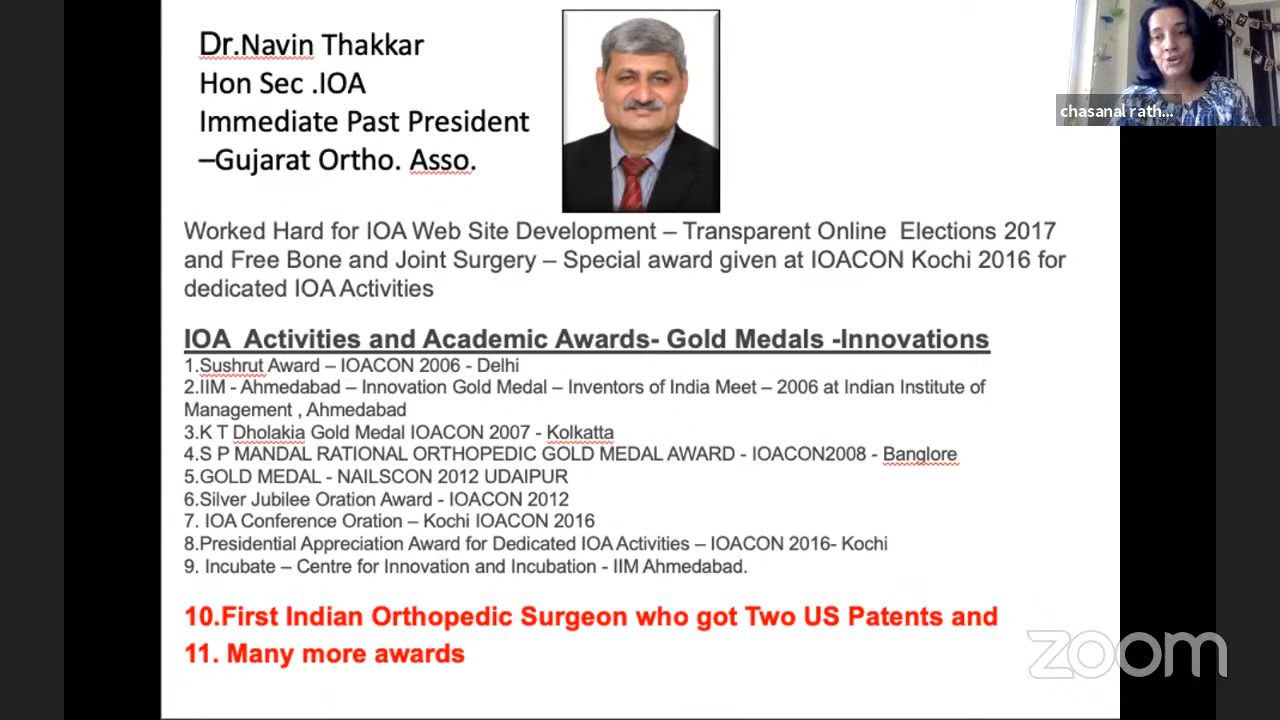 Dr.Navin Thakkar
Hon Sec .IOA
Immediate Past President
–Gujarat Ortho. Asso.
chasanal rath...
Worked Hard for IOA Web Site Development – Transparent Online Elections 2017
and Free Bone and Joint Surgery – Special award given at IOACON Kochi 2016 for
dedicated IOA Activities
IOA Activities and Academic Awards- Gold Medals -Innovations
1.Sushrut Award – IOACON 2006 - Delhi
2.IIM - Ahmedabad – Innovation Gold Medal – Inventors of India Meet – 2006 at Indian Institute of
Management , Ahmedabad
3.K T Dholakia Gold Medal IOACON 2007 - Kolkatta
4.S P MANDAL RATIONAL ORTHOPEDIC GOLD MEDAL AWARD - IOACON2008 - Banglore
5.GOLD MEDAL - NAILSCON 2012 UDAIPUR
6.Silver Jubilee Oration Award - IOACON 2012
7. IOA Conference Oration – Kochi IOACON 2016
8.Presidential Appreciation Award for Dedicated IOA Activities – IOACON 2016- Kochi
9. Incubate – Centre for Innovation and Incubation - IIM Ahmedabad.
10.First Indian Orthopedic Surgeon who got Two US Patents and
11. Many more awards
zoom